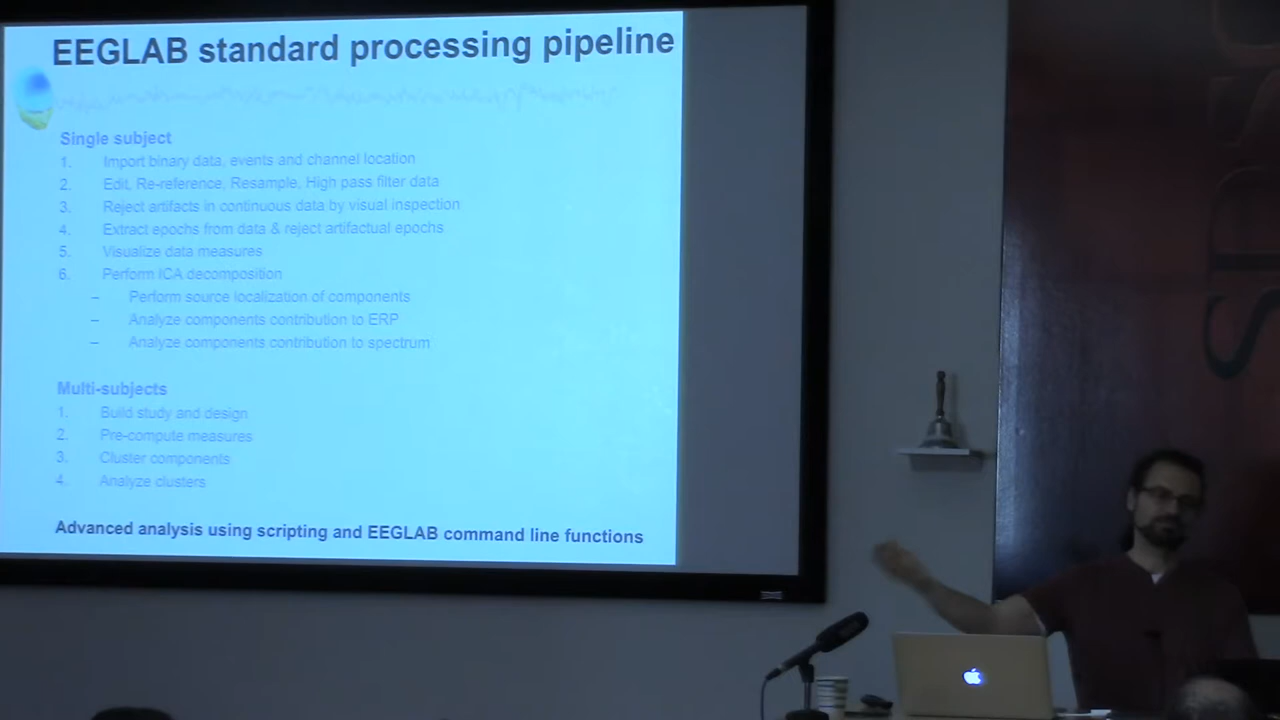 EEGLAB standard processing pipeline
Single subject
1. Import binary data, events and channel location
2. Edit, Re-reference, Resample, High pass filter data
3. Reject artifacts in continuous data by visual inspection
4. Extract epochs from data & reject artifactual epochs
5. Visualize data measures
6. Perform ICA decomposition
– Perform source localization of components
– Analyze components contribution to ERP
– Analyze components contribution to spectrum
Multi-subjects
1. Build study and design
2. Pre-compute measures
3. Cluster components
4. Analyze clusters
Advanced analysis using scripting and EEGLAB command line functions